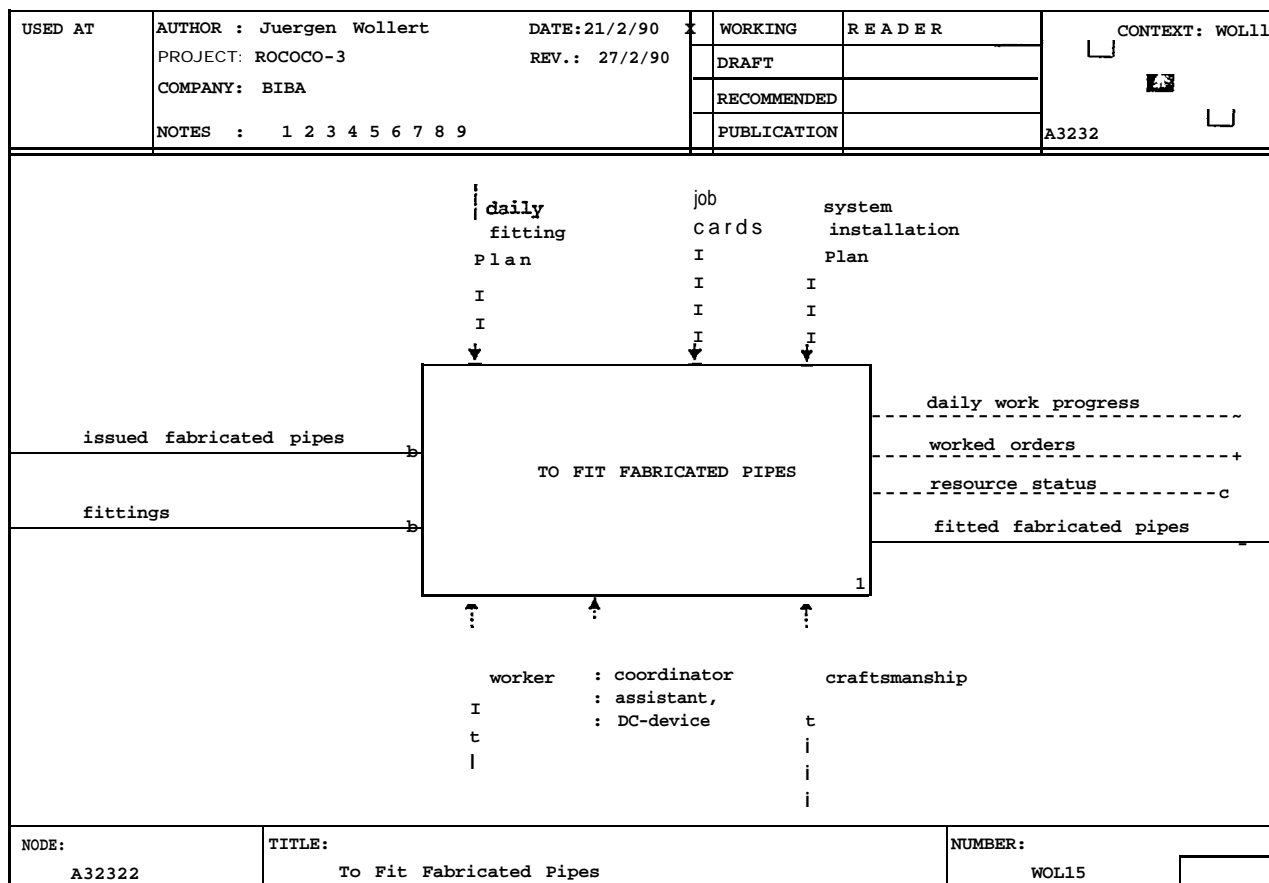 USED AT
AUTHOR : Juergen Wollert
DATE:21/2/90
X
WORKING
READER
CONTEXT: WOL11
PROJECT: ROCOCO-3
REV.: 27/2/90
DRAFT
COMPANY: BIBA
RECOMMENDED
NOTES : 1 2 3 4 5 6 7 8 9
PUBLICATION
A3232
daily
fitting
Plan
job
cards
system
installation
Plan
issued fabricated pipes
fittings
TO FIT FABRICATED PIPES
1
daily work progress
worked orders
resource status
fitted fabricated pipes
worker
: coordinator
: assistant,
: DC-device
craftsmanship
NODE:
A32322
TITLE:
To Fit Fabricated Pipes
NUMBER:
WOL15